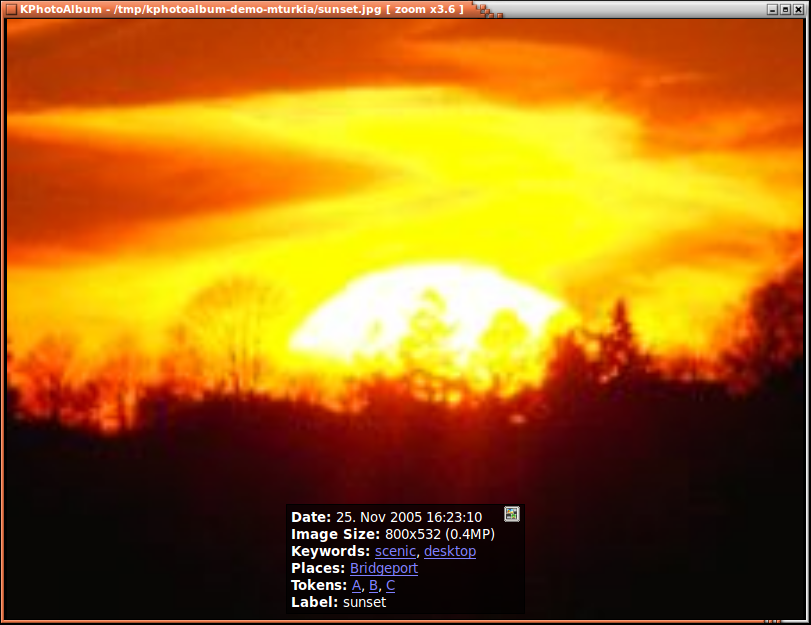 KPhotoAlbum - /tmp/kphotoalbum-demo-mturkia/sunset.jpg [ zoom x3.6 ]
Date: 25. Nov 2005 16:23:10
Image Size: 800x532 (0.4MP)
Keywords: scenic, desktop
Places: Bridgeport
Tokens: A, B, C
Label: sunset